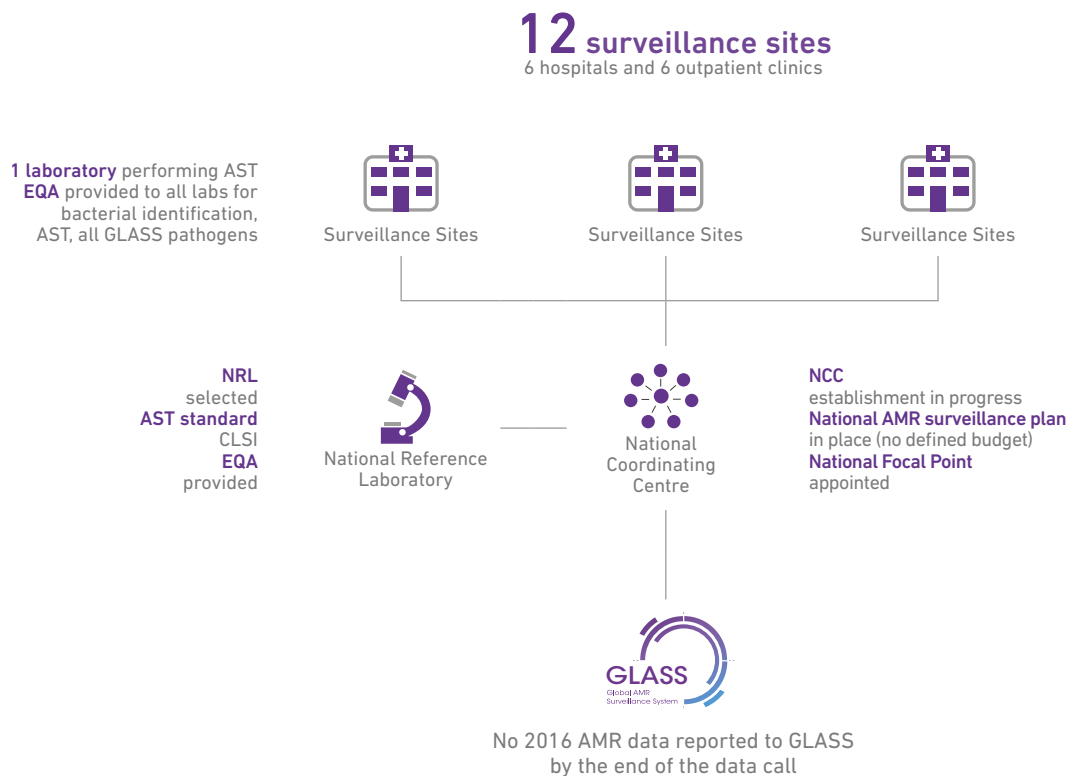 12 surveillance sites
6 hospitals and 6 outpatient clinics
1 laboratory performing AST
EQA provided to all labs for
bacterial identification,
AST, all GLASS pathogens
Surveillance Sites
Surveillance Sites
Surveillance Sites
NRL
selected
AST standard
CLSI
EQA
provided
National Reference
Laboratory
National
Coordinating
Centre
NCC
establishment in progress
National AMR surveillance plan
in place (no defined budget)
National Focal Point
appointed
GLASS
Global AMR
Surveillance System
No 2016 AMR data reported to GLASS
by the end of the data call